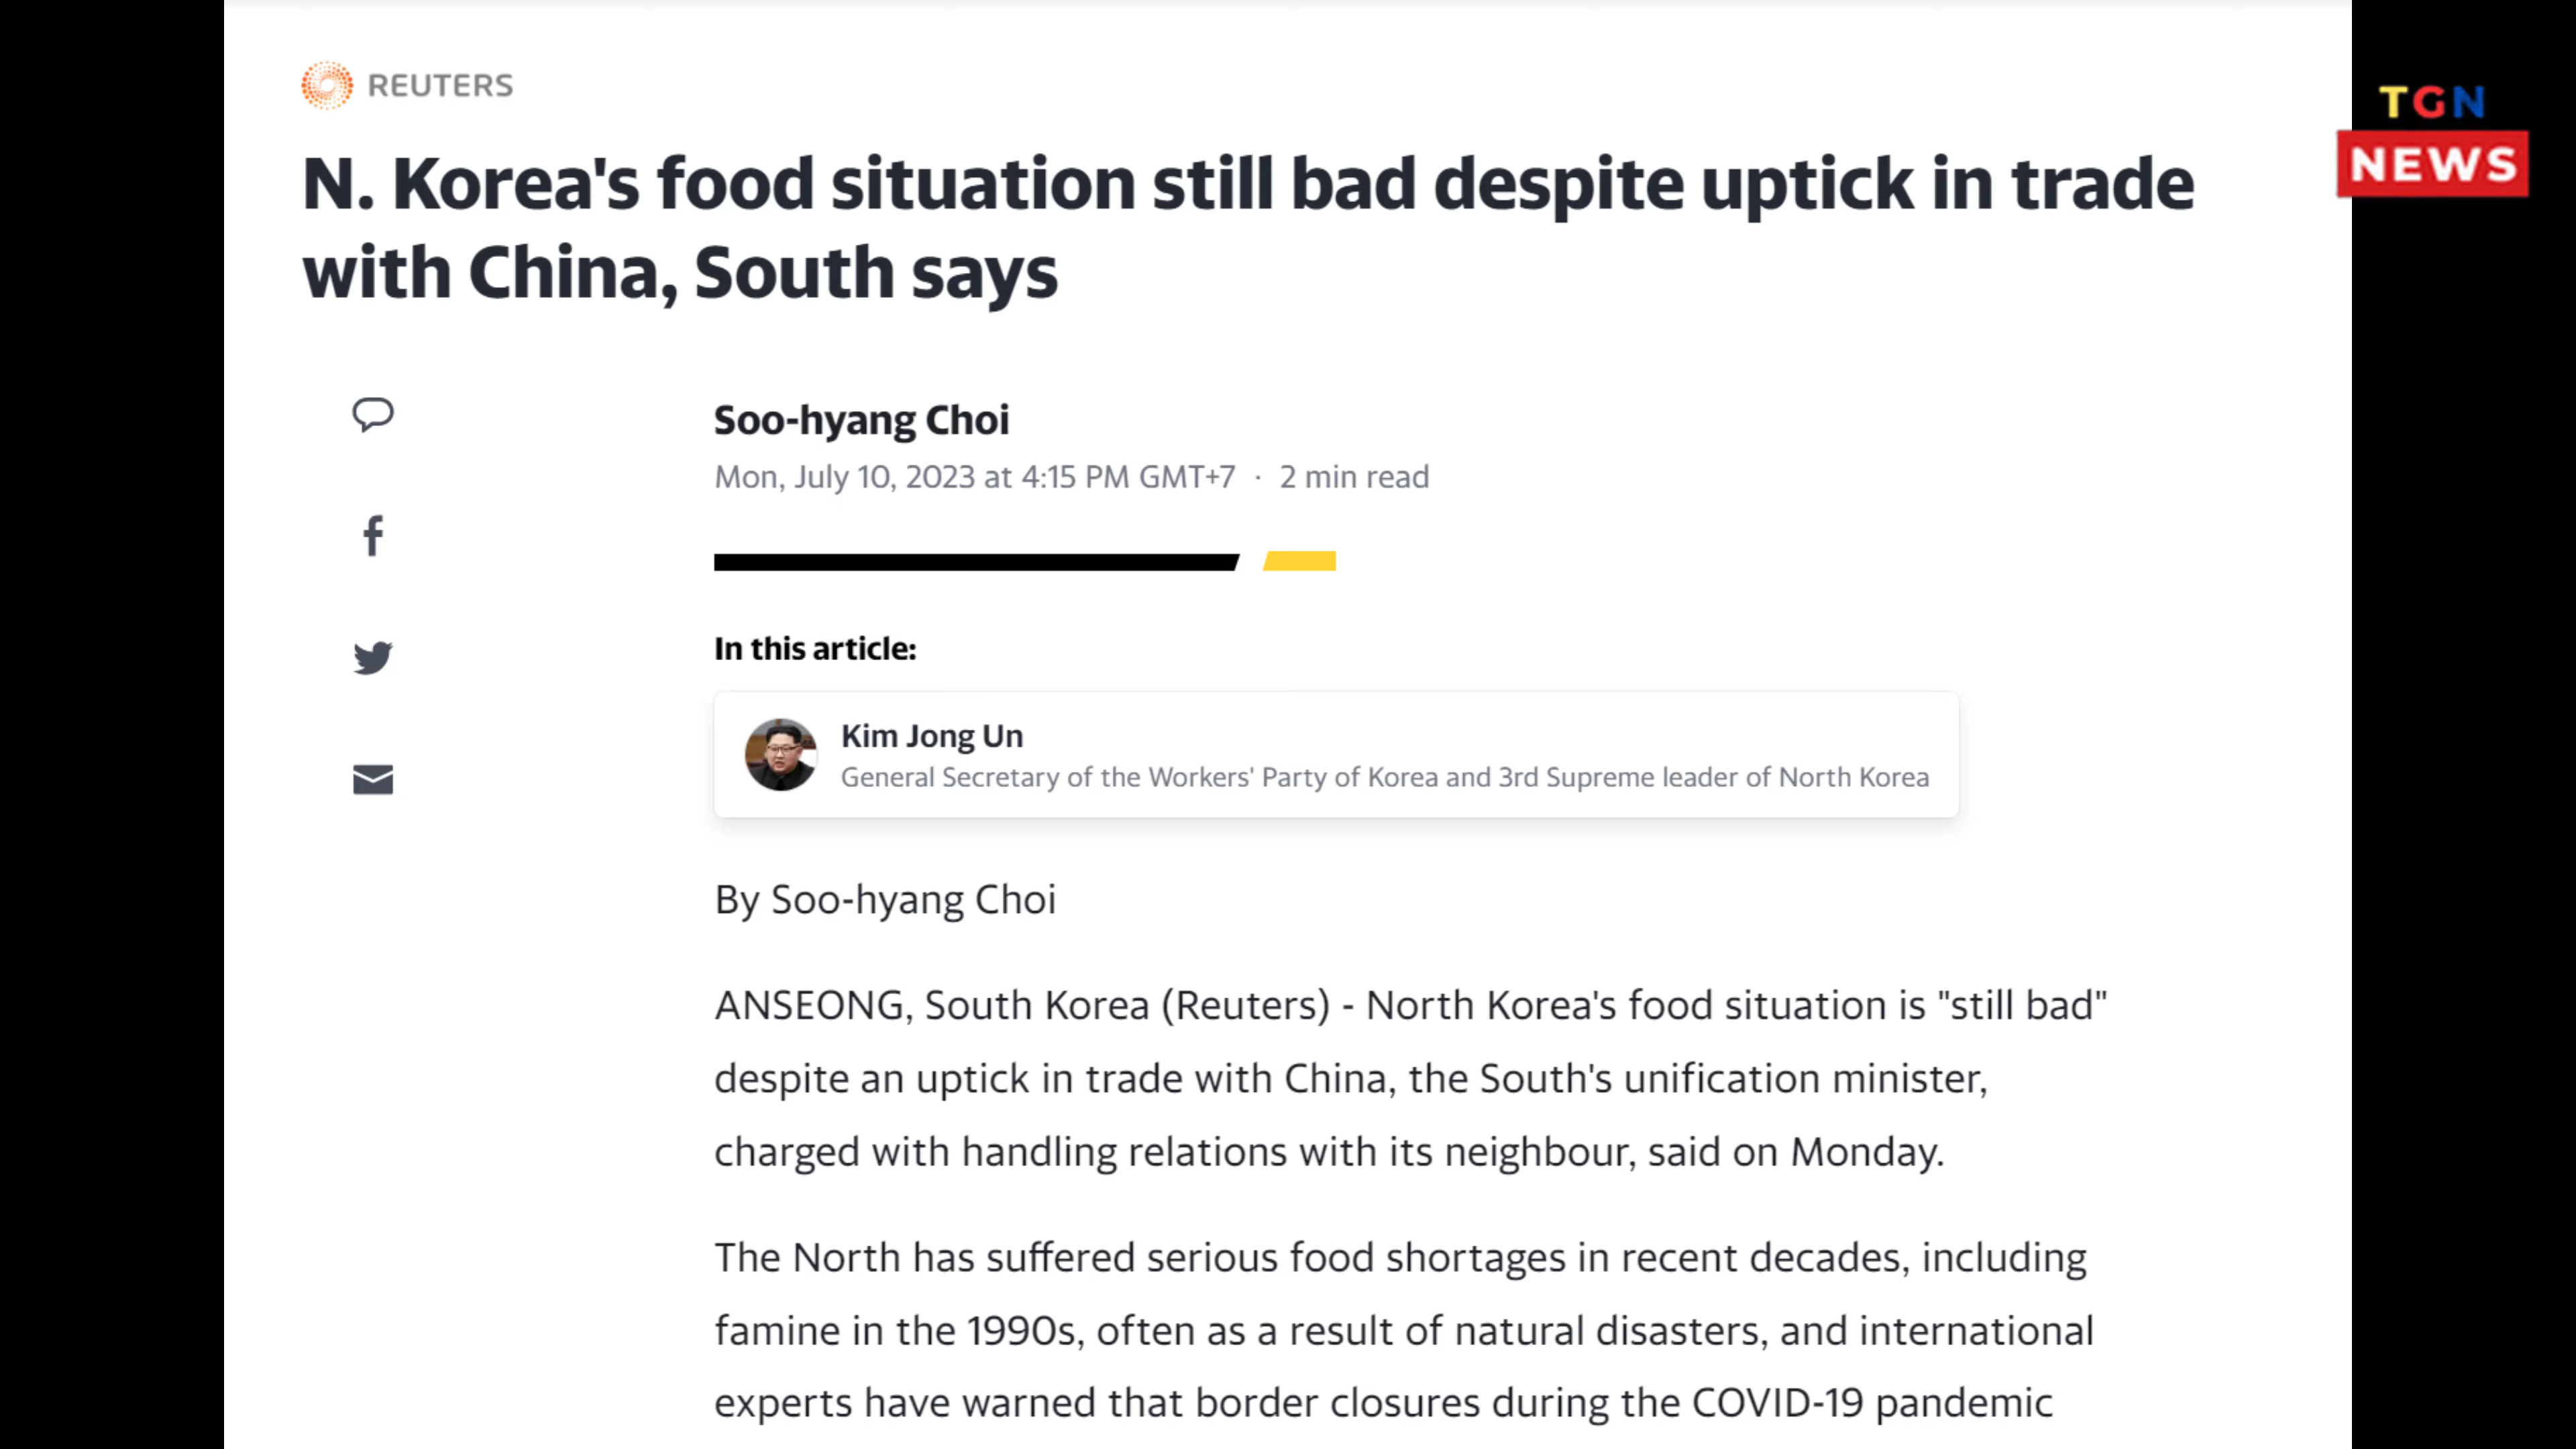 REUTERS
TGN
NEWS
N. Korea's food situation still bad despite uptick in trade
with China, South says
Soo-hyang Choi
Mon, July 10, 2023 at 4:15 PM GMT+7 · 2 min read
In this article:
Kim Jong Un
General Secretary of the Workers' Party of Korea and 3rd Supreme leader of North Korea
By Soo-hyang Choi
ANSEONG, South Korea (Reuters) - North Korea's food situation is "still bad"
despite an uptick in trade with China, the South's unification minister,
charged with handling relations with its neighbour, said on Monday.
The North has suffered serious food shortages in recent decades, including
famine in the 1990s, often as a result of natural disasters, and international
experts have warned that border closures during the COVID-19 pandemic